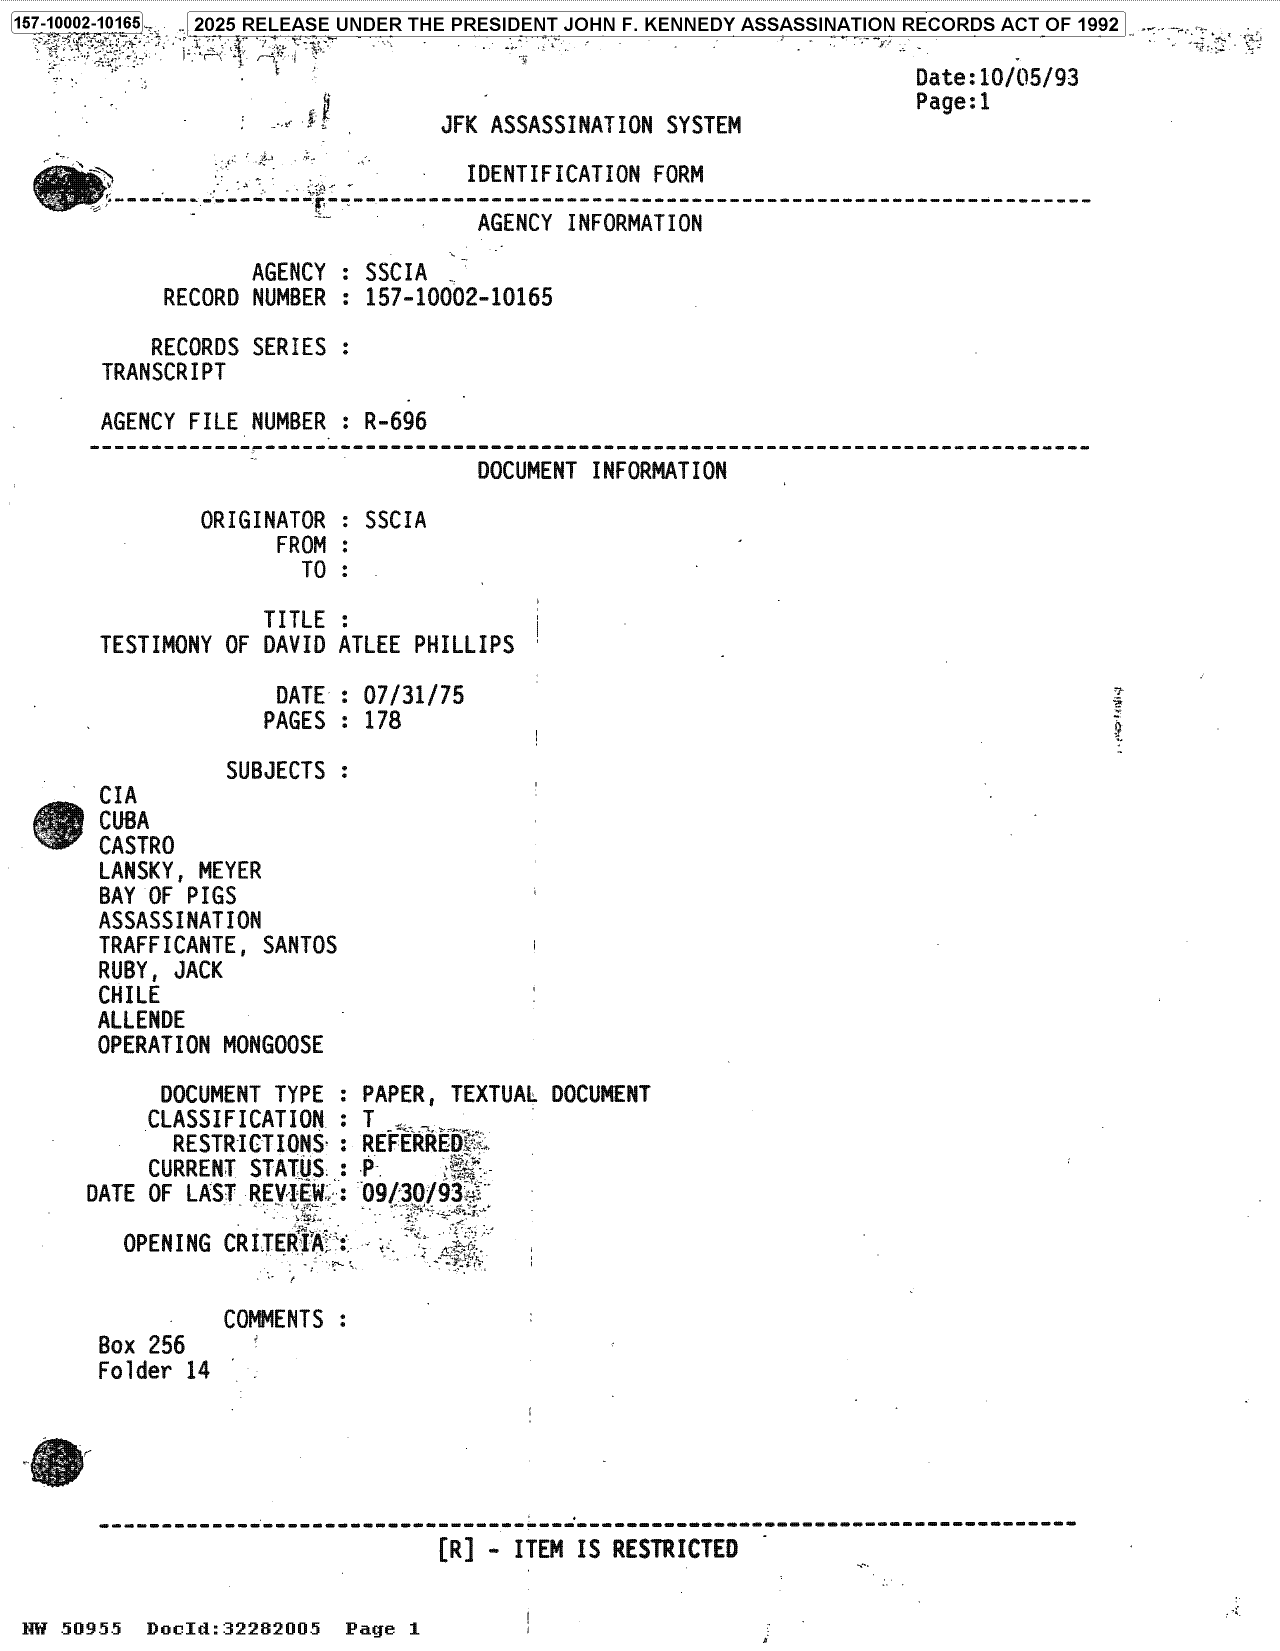 157-10002-10165
2025 RELEASE UNDER THE PRESIDENT JOHN F. KENNEDY ASSASSINATION RECORDS ACT OF 1992
Date:10/05/93
Page:1
JFK ASSASSINATION SYSTEM
IDENTIFICATION FORM
AGENCY INFORMATION
AGENCY : SSCIA
RECORD NUMBER : 157-10002-10165
RECORDS SERIES :
TRANSCRIPT
AGENCY FILE NUMBER : R-696
DOCUMENT INFORMATION
ORIGINATOR : SSCIA
FROM :
TO :
TITLE :
TESTIMONY OF DAVID ATLEE PHILLIPS
DATE : 07/31/75
PAGES : 178
SUBJECTS :
CIA
CUBA
CASTRO
LANSKY, MEYER
BAY OF PIGS
ASSASSINATION
TRAFFICANTE, SANTOS
RUBY, JACK
CHILE
ALLENDE
OPERATION MONGOOSE
DOCUMENT TYPE : PAPER, TEXTUAL DOCUMENT
CLASSIFICATION : T
RESTRICTIONS : REFERRED
CURRENT STATUS : P
DATE OF LAST REVIEW : 09/30/93
OPENING CRITERIA :
COMMENTS :
Box 256
Folder 14
[R] - ITEM IS RESTRICTED
NW 50955 DocId:32282005 Page 1